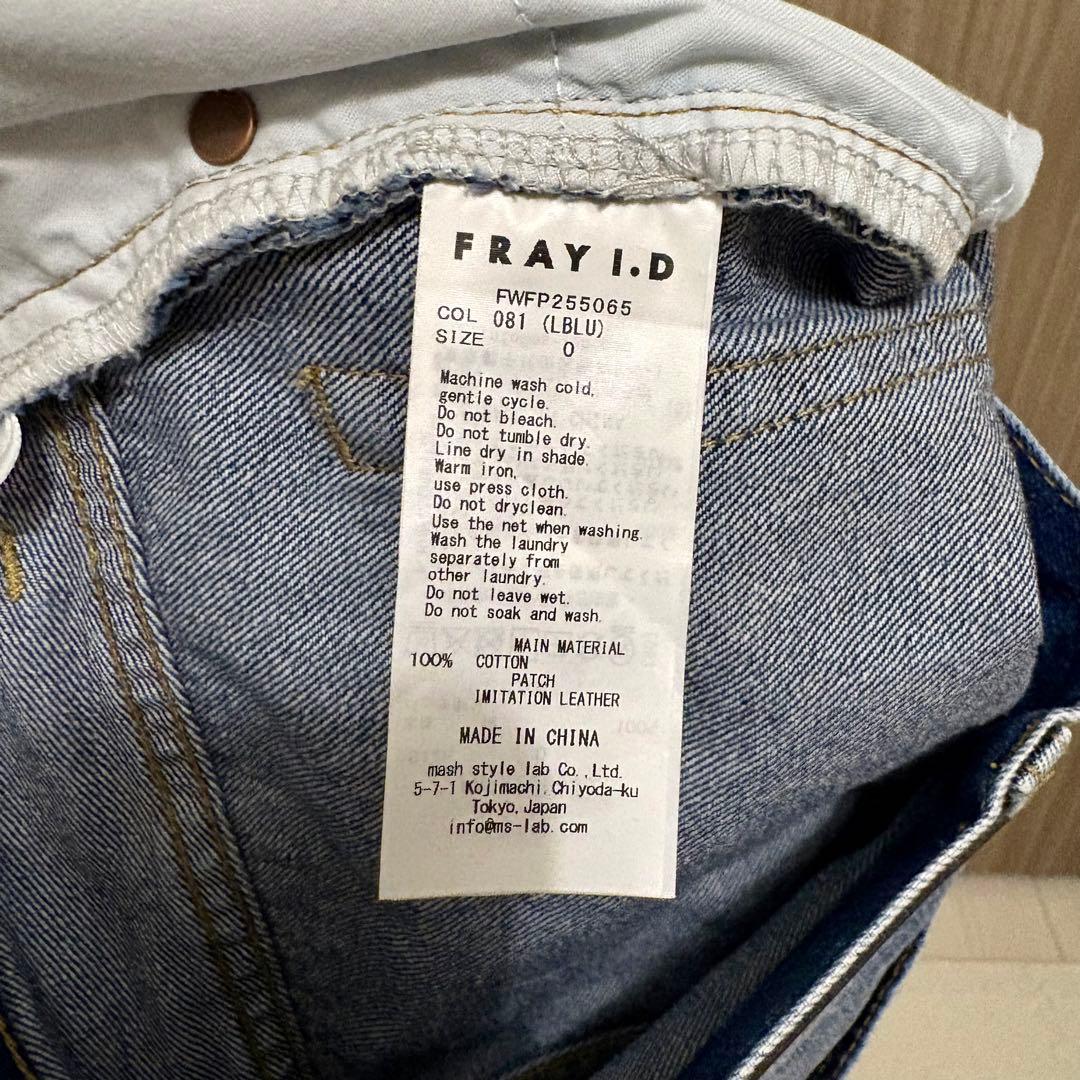 FRAY I.D
FWFP255065
COL 081 (LBLU)
SIZE 0
Machine wash cold,
gentle cycle.
Do not bleach.
Do not tumble dry.
Line dry in shade.
Warm iron,
use press cloth.
Do not dryclean.
Use the net when washing.
Wash the laundry
separately from
other laundry.
Do not leave wet.
Do not soak and wash.
MAIN MATERIAL
100% COTTON
PATCH
IMITATION LEATHER
MADE IN CHINA
mash style lab Co.,Ltd.
5-7-1 Kojimachi, Chiyoda-ku
Tokyo, Japan
info@ms-lab.com